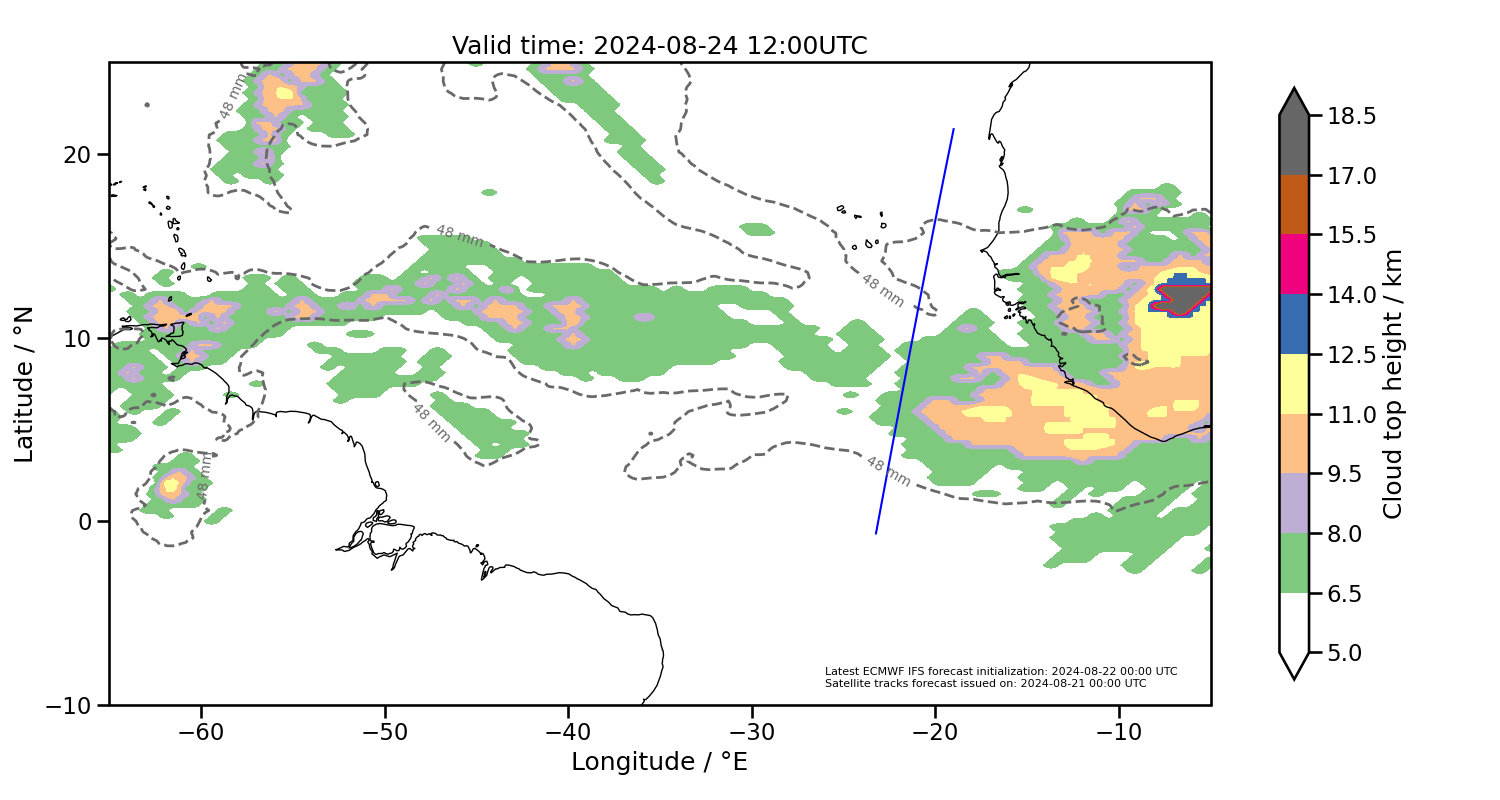 Valid time: 2024-08-24 12:00UTC
48 mm
48 mm
48 mm
48 mm
48 mm
48 mm
20
10
0
−10
−60
−50
−40
−30
−20
−10
Latitude / °N
Longitude / °E
Latest ECMWF IFS forecast initialization: 2024-08-22 00:00 UTC
Satellite tracks forecast issued on: 2024-08-21 00:00 UTC
18.5
17.0
15.5
14.0
12.5
11.0
9.5
8.0
6.5
5.0
Cloud top height / km